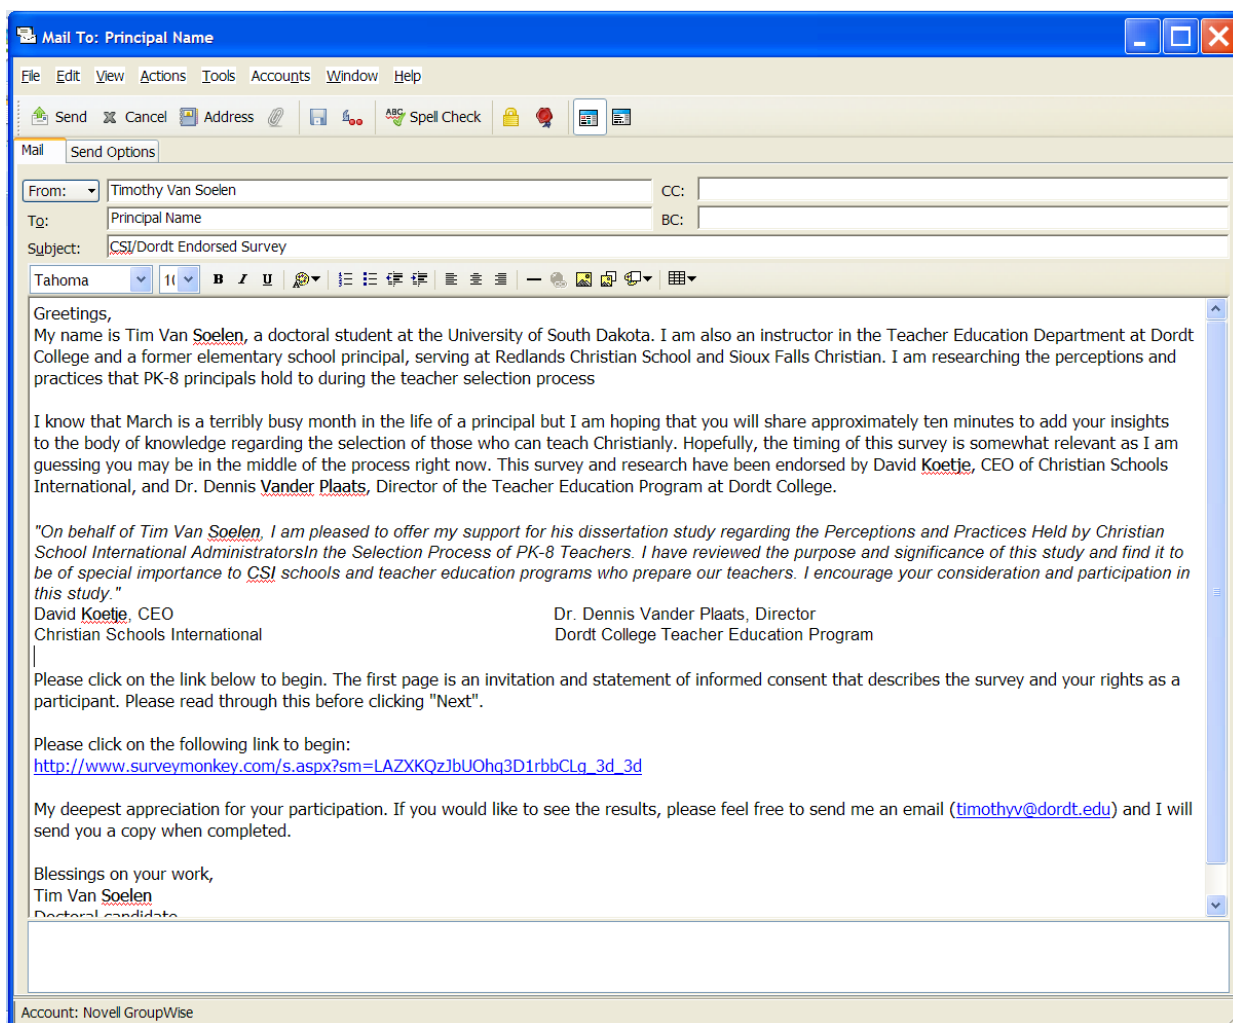 Mail To: Principal Name
File Edit View Actions Tools Accounts Window Help
Send Cancel Address ABC Spell Check
Mail Send Options
From: Timothy Van Soelen CC:
To: Principal Name BC:
Subject: CSI/Dordt Endorsed Survey
Tahoma B I U
Greetings,
My name is Tim Van Soelen, a doctoral student at the University of South Dakota. I am also an instructor in the Teacher Education Department at Dordt
College and a former elementary school principal, serving at Redlands Christian School and Sioux Falls Christian. I am researching the perceptions and
practices that PK-8 principals hold to during the teacher selection process
I know that March is a terribly busy month in the life of a principal but I am hoping that you will share approximately ten minutes to add your insights
to the body of knowledge regarding the selection of those who can teach Christianly. Hopefully, the timing of this survey is somewhat relevant as I am
guessing you may be in the middle of the process right now. This survey and research have been endorsed by David Koetje, CEO of Christian Schools
International, and Dr. Dennis Vander Plaats, Director of the Teacher Education Program at Dordt College.
"On behalf of Tim Van Soelen, I am pleased to offer my support for his dissertation study regarding the Perceptions and Practices Held by Christian
School International AdministratorsIn the Selection Process of PK-8 Teachers. I have reviewed the purpose and significance of this study and find it to
be of special importance to CSI schools and teacher education programs who prepare our teachers. I encourage your consideration and participation in
this study."
David Koetje, CEO Dr. Dennis Vander Plaats, Director
Christian Schools International Dordt College Teacher Education Program
Please click on the link below to begin. The first page is an invitation and statement of informed consent that describes the survey and your rights as a
participant. Please read through this before clicking "Next".
Please click on the following link to begin:
http://www.surveymonkey.com/s.aspx?sm=LAZXKQzJbUOhq3D1rbbCLg_3d_3d
My deepest appreciation for your participation. If you would like to see the results, please feel free to send me an email (timothyv@dordt.edu) and I will
send you a copy when completed.
Blessings on your work,
Tim Van Soelen
Doctoral candidate
Account: Novell GroupWise